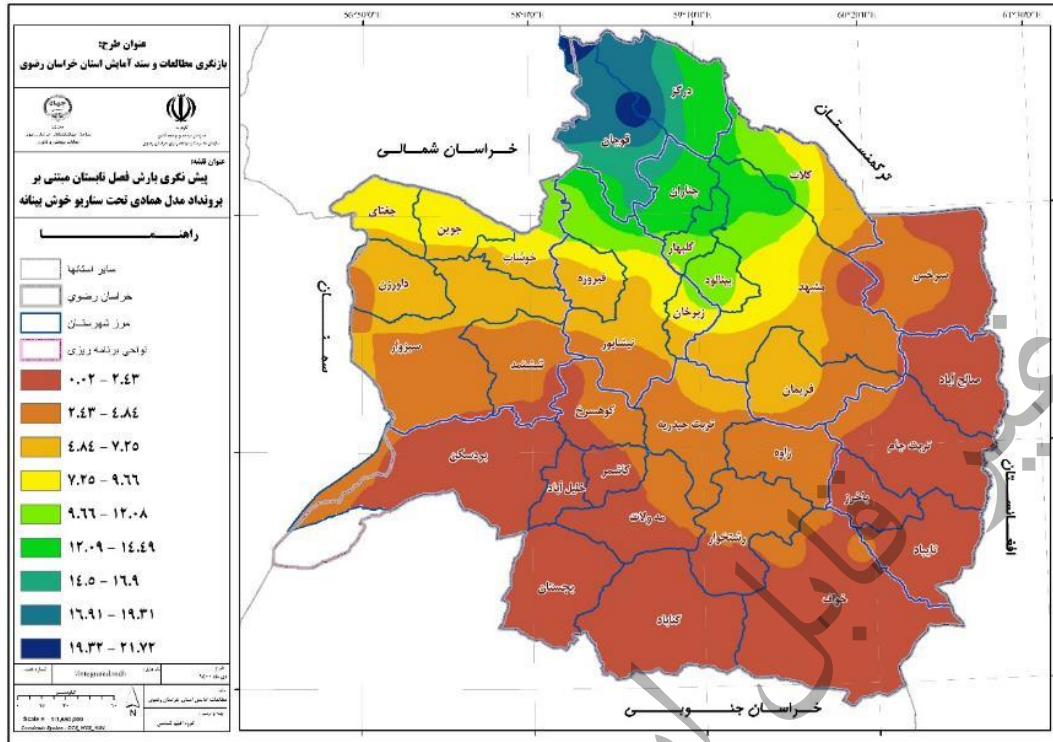 عنوان طرح:
بازنگری مطالعات و سند آمایش استان خراسان رضوی
عنوان نقشه:
پیش نگری بارش فصل تابستان مبتنی بر
برونداد مدل همادی تحت سناریو خوش بینانه
راهنمـــا
سایر استانها
خراسان رضوی
مرز شهرستان
نواحی برنامه ریزی
۰.۰۲ – ۲.۴۳
۲.۴۳ – ۴.۸۴
۴.۸۴ – ۷.۲۵
۷.۲۵ – ۹.۶۶
۹.۶۶ – ۱۲.۰۸
۱۲.۰۹ – ۱۴.۴۹
۱۴.۵ – ۱۶.۹
۱۶.۹۱ – ۱۹.۳۱
۱۹.۳۲ – ۲۱.۷۲
N
خراسان شمالی
ترکمنستان
سمنان
افغانستان
خراسان جنوبی
درگز
قوچان
کلات
چناران
جغتای
جوین
گلبهار
خوشاب
فیروزه
بینالود
مشهد
سرخس
داورزن
زبرخان
سبزوار
نیشابور
ششتمد
فریمان
صالح آباد
کوهسرخ
تربت حیدریه
زاوه
تربت جام
بردسکن
کاشمر
خلیل آباد
باخرز
مه ولات
رشتخوار
تایباد
بجستان
خواف
گناباد
غیر قابل